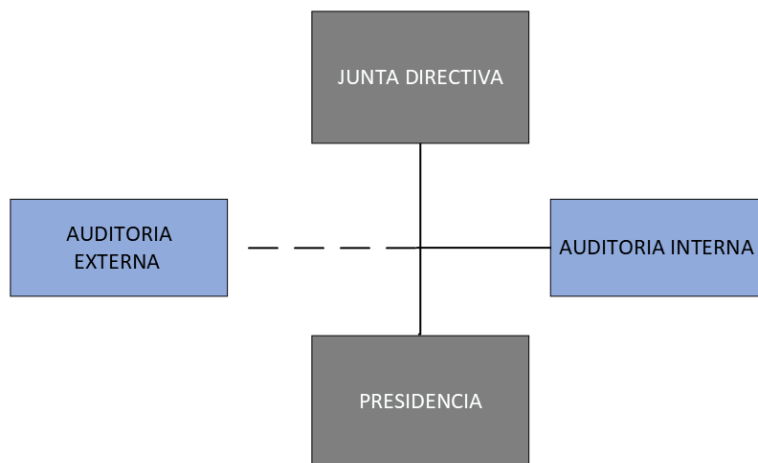 JUNTA DIRECTIVA
AUDITORIA
EXTERNA
AUDITORIA INTERNA
PRESIDENCIA